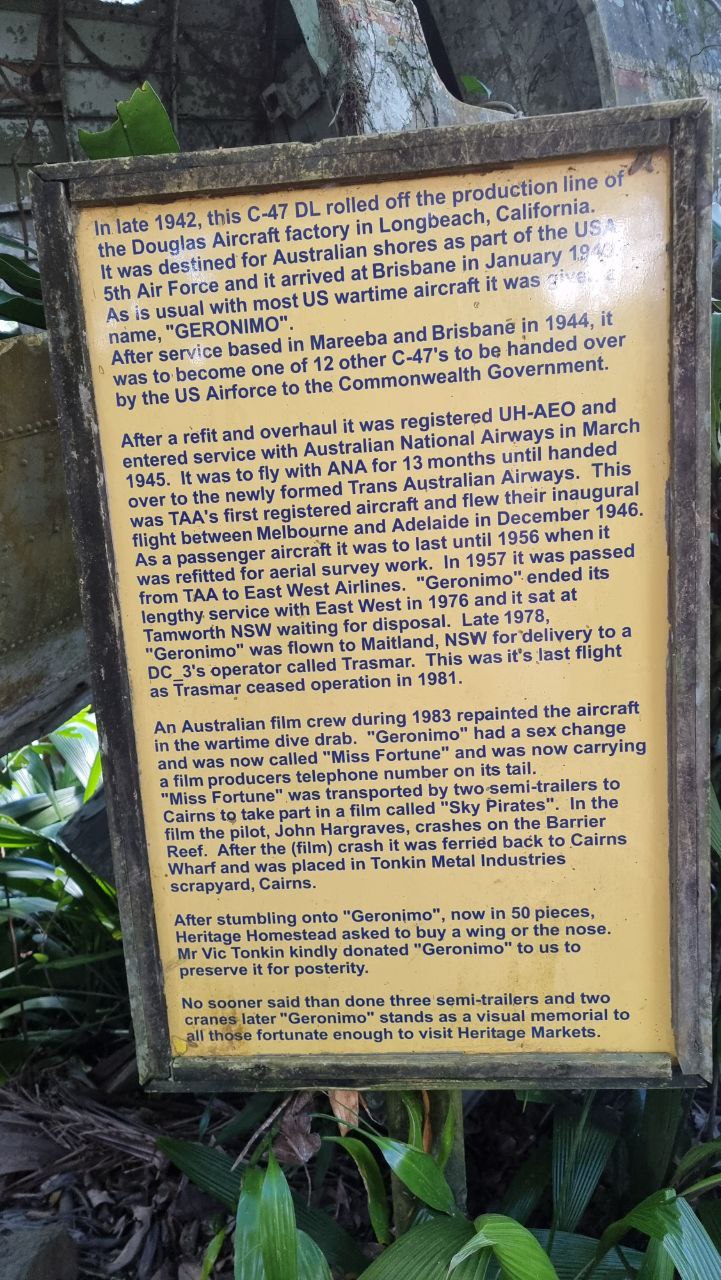 In late 1942, this C-47 DL rolled off the production line of
the Douglas Aircraft factory in Longbeach, California.
It was destined for Australian shores as part of the USA
5th Air Force and it arrived at Brisbane in January 1943.
As is usual with most US wartime aircraft it was given a
name, "GERONIMO".
After service based in Mareeba and Brisbane in 1944, it
was to become one of 12 other C-47's to be handed over
by the US Airforce to the Commonwealth Government.
After a refit and overhaul it was registered UH-AEO and
entered service with Australian National Airways in March
1945. It was to fly with ANA for 13 months until handed
over to the newly formed Trans Australian Airways. This
was TAA's first registered aircraft and flew their inaugural
flight between Melbourne and Adelaide in December 1946.
As a passenger aircraft it was to last until 1956 when it
was refitted for aerial survey work. In 1957 it was passed
from TAA to East West Airlines. "Geronimo" ended its
lengthy service with East West in 1976 and it sat at
Tamworth NSW waiting for disposal. Late 1978,
"Geronimo" was flown to Maitland, NSW for delivery to a
DC_3's operator called Trasmar. This was it's last flight
as Trasmar ceased operation in 1981.
An Australian film crew during 1983 repainted the aircraft
in the wartime dive drab. "Geronimo" had a sex change
and was now called "Miss Fortune" and was now carrying
a film producers telephone number on its tail.
"Miss Fortune" was transported by two semi-trailers to
Cairns to take part in a film called "Sky Pirates". In the
film the pilot, John Hargraves, crashes on the Barrier
Reef. After the (film) crash it was ferried back to Cairns
Wharf and was placed in Tonkin Metal Industries
scrapyard, Cairns.
After stumbling onto "Geronimo", now in 50 pieces,
Heritage Homestead asked to buy a wing or the nose.
Mr Vic Tonkin kindly donated "Geronimo" to us to
preserve it for posterity.
No sooner said than done three semi-trailers and two
cranes later "Geronimo" stands as a visual memorial to
all those fortunate enough to visit Heritage Markets.